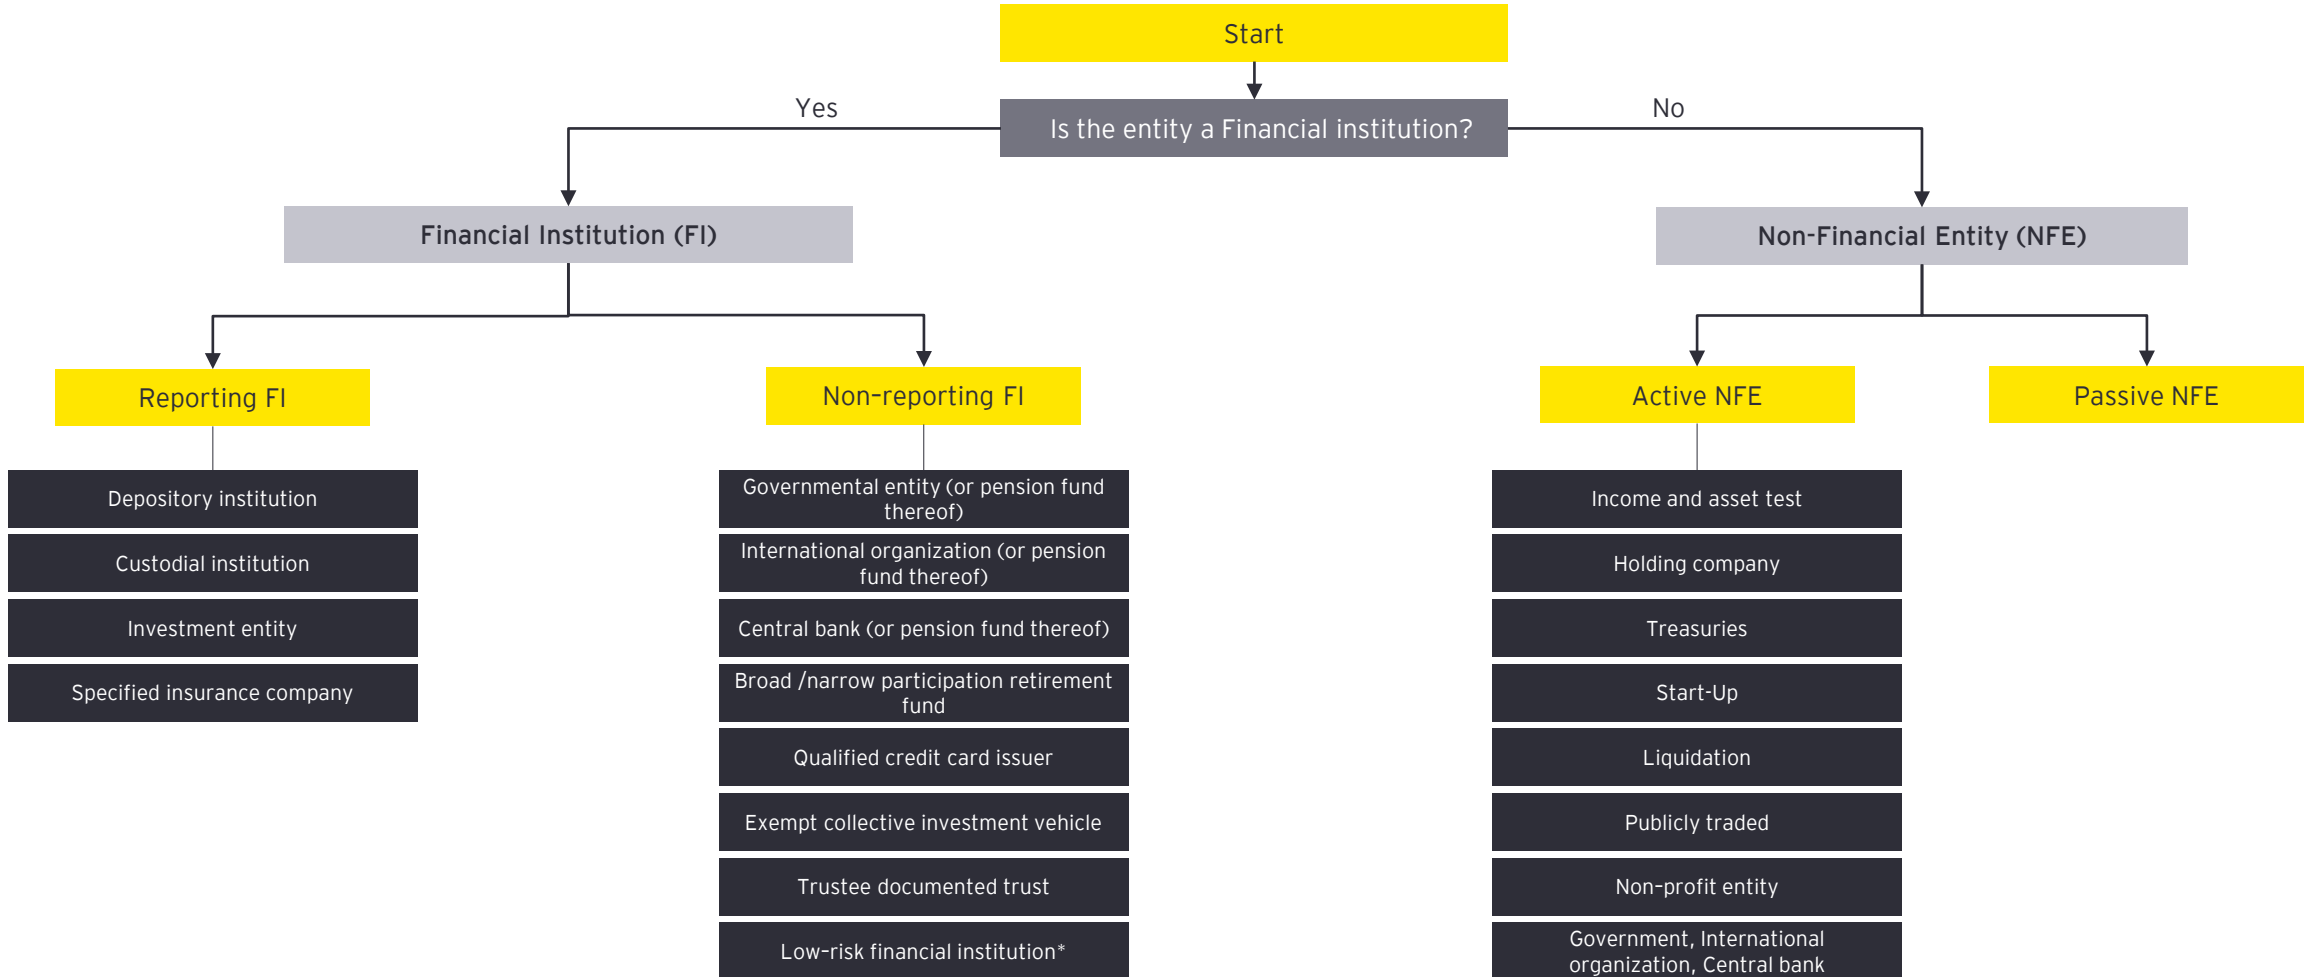 Start
Yes
Is the entity a Financial institution?
No
Financial Institution (FI)
Non-Financial Entity (NFE)
Reporting FI
Non-reporting FI
Active NFE
Passive NFE
Depository institution
Custodial institution
Investment entity
Specified insurance company
Governmental entity (or pension fund
thereof)
International organization (or pension
fund thereof)
Central bank (or pension fund thereof)
Broad /narrow participation retirement
fund
Qualified credit card issuer
Exempt collective investment vehicle
Trustee documented trust
Low-risk financial institution*
Income and asset test
Holding company
Treasuries
Start-Up
Liquidation
Publicly traded
Non-profit entity
Government, International
organization, Central bank